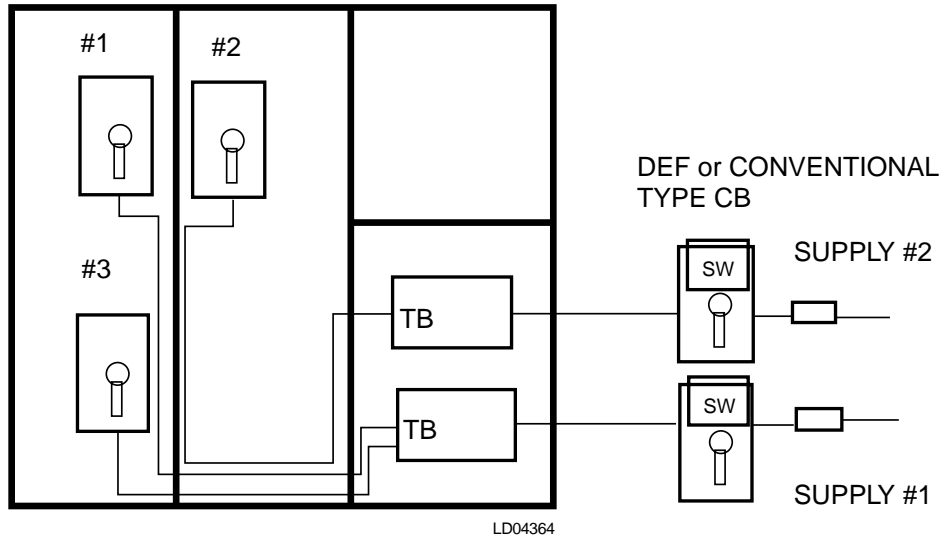 #1
#2
#3
TB
TB
DEF or CONVENTIONAL
TYPE CB
SW
SUPPLY #2
SW
SUPPLY #1
LD04364